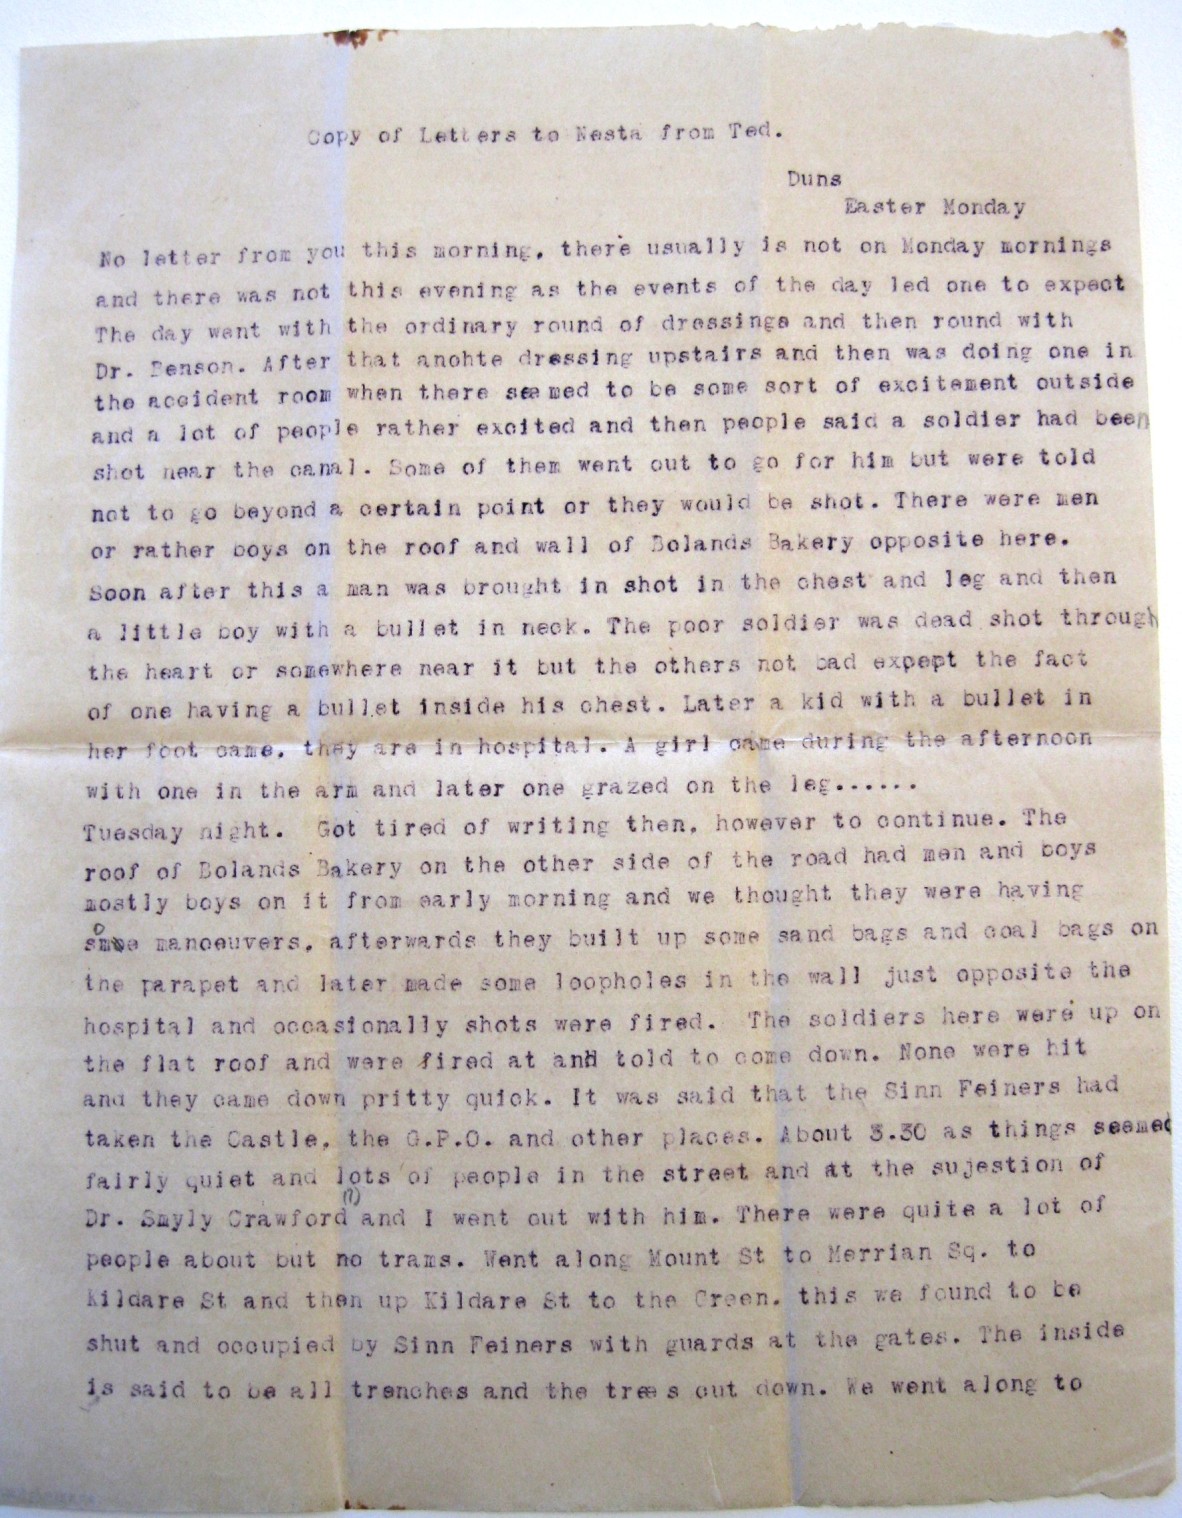 Copy of Letters to Nesta from Ted.
Duns
Easter Monday
No letter from you this morning, there usually is not on Monday mornings
and there was not this evening as the events of the day led one to expect
The day went with the ordinary round of dressings and then round with
Dr. Benson. After that anohte dressing upstairs and then was doing one in
the accident room when there seemed to be some sort of excitement outside
and a lot of people rather excited and then people said a soldier had been
shot near the canal. Some of them went out to go for him but were told
not to go beyond a certain point or they would be shot. There were men
or rather boys on the roof and wall of Bolands Bakery opposite here.
Soon after this a man was brought in shot in the chest and leg and then
a little boy with a bullet in neck. The poor soldier was dead shot through
the heart or somewhere near it but the others not bad expept the fact
of one having a bullet inside his chest. Later a kid with a bullet in
her foot came, they are in hospital. A girl came during the afternoon
with one in the arm and later one grazed on the leg......
Tuesday night. Got tired of writing then, however to continue. The
roof of Bolands Bakery on the other side of the road had men and boys
mostly boys on it from early morning and we thought they were having
some manoeuvers, afterwards they built up some sand bags and coal bags on
the parapet and later made some loopholes in the wall just opposite the
hospital and occasionally shots were fired. The soldiers here were up on
the flat roof and were fired at and told to come down. None were hit
and they came down pritty quick. It was said that the Sinn Feiners had
taken the Castle, the G.P.O. and other places. About 3.30 as things seemed
fairly quiet and lots of people in the street and at the sujestion of
Dr. Smyly Crawford (?) and I went out with him. There were quite a lot of
people about but no trams. Went along Mount St to Merrian Sq. to
Kildare St and then up Kildare St to the Green, this we found to be
shut and occupied by Sinn Feiners with guards at the gates. The inside
is said to be all trenches and the trees cut down. We went along to